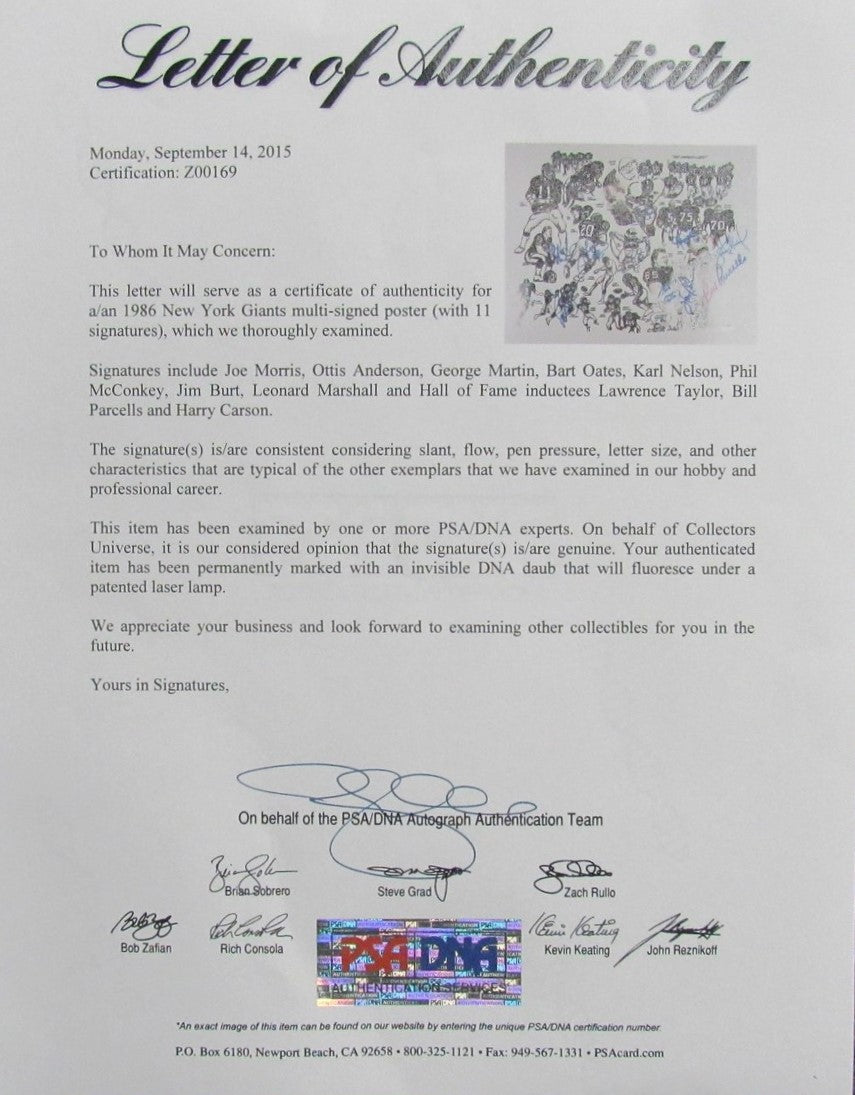 Letter of Authenticity
Monday, September 14, 2015
Certification: Z00169
To Whom It May Concern:
This letter will serve as a certificate of authenticity for
a/an 1986 New York Giants multi-signed poster (with 11
signatures), which we thoroughly examined.
Signatures include Joe Morris, Ottis Anderson, George Martin, Bart Oates, Karl Nelson, Phil
McConkey, Jim Burt, Leonard Marshall and Hall of Fame inductees Lawrence Taylor, Bill
Parcells and Harry Carson.
The signature(s) is/are consistent considering slant, flow, pen pressure, letter size, and other
characteristics that are typical of the other exemplars that we have examined in our hobby and
professional career.
This item has been examined by one or more PSA/DNA experts. On behalf of Collectors
Universe, it is our considered opinion that the signature(s) is/are genuine. Your authenticated
item has been permanently marked with an invisible DNA daub that will fluoresce under a
patented laser lamp.
We appreciate your business and look forward to examining other collectibles for you in the
future.
Yours in Signatures,
On behalf of the PSA/DNA Autograph Authentication Team
Brian Sobrero Steve Grad Zach Rullo
Bob Zafian Rich Consola Kevin Keating John Reznikoff
PSA DNA
AUTHENTICATION SERVICES
*An exact image of this item can be found on our website by entering the unique PSA/DNA certification number.
P.O. Box 6180, Newport Beach, CA 92658 • 800-325-1121 • Fax: 949-567-1331 • PSAcard.com